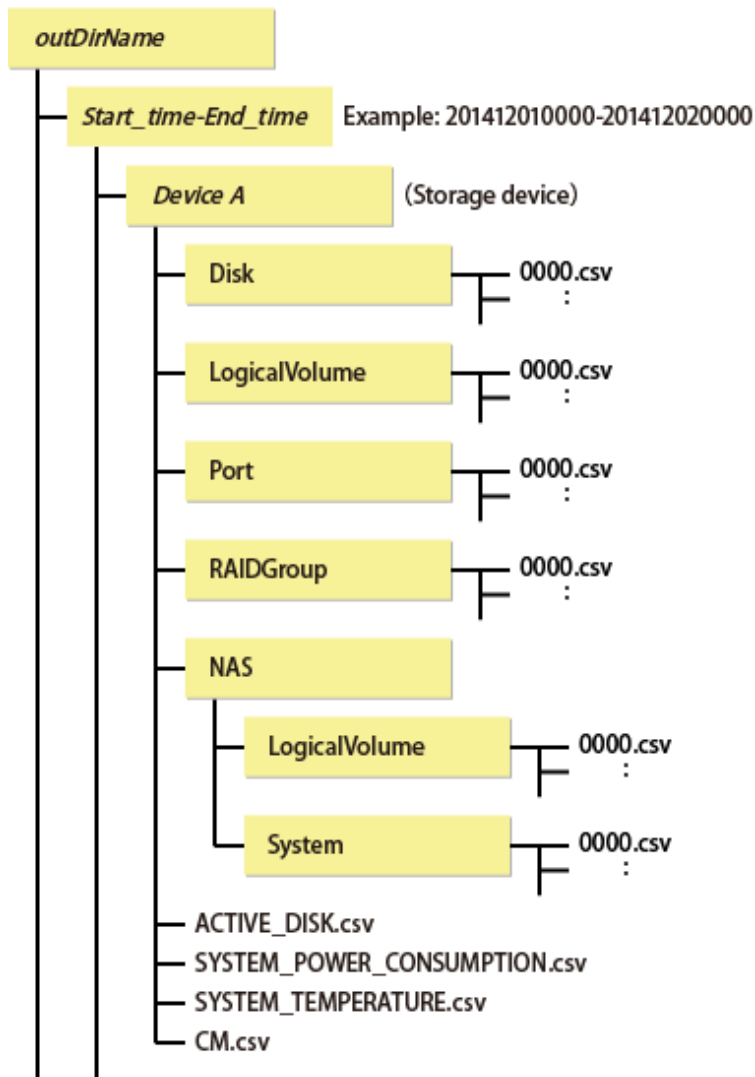 outDirName
Start_time-End_time Example: 201412010000-201412020000
Device A (Storage device)
Disk 0000.csv
:
LogicalVolume 0000.csv
:
Port 0000.csv
:
RAIDGroup 0000.csv
:
NAS
LogicalVolume 0000.csv
:
System 0000.csv
:
ACTIVE_DISK.csv
SYSTEM_POWER_CONSUMPTION.csv
SYSTEM_TEMPERATURE.csv
CM.csv